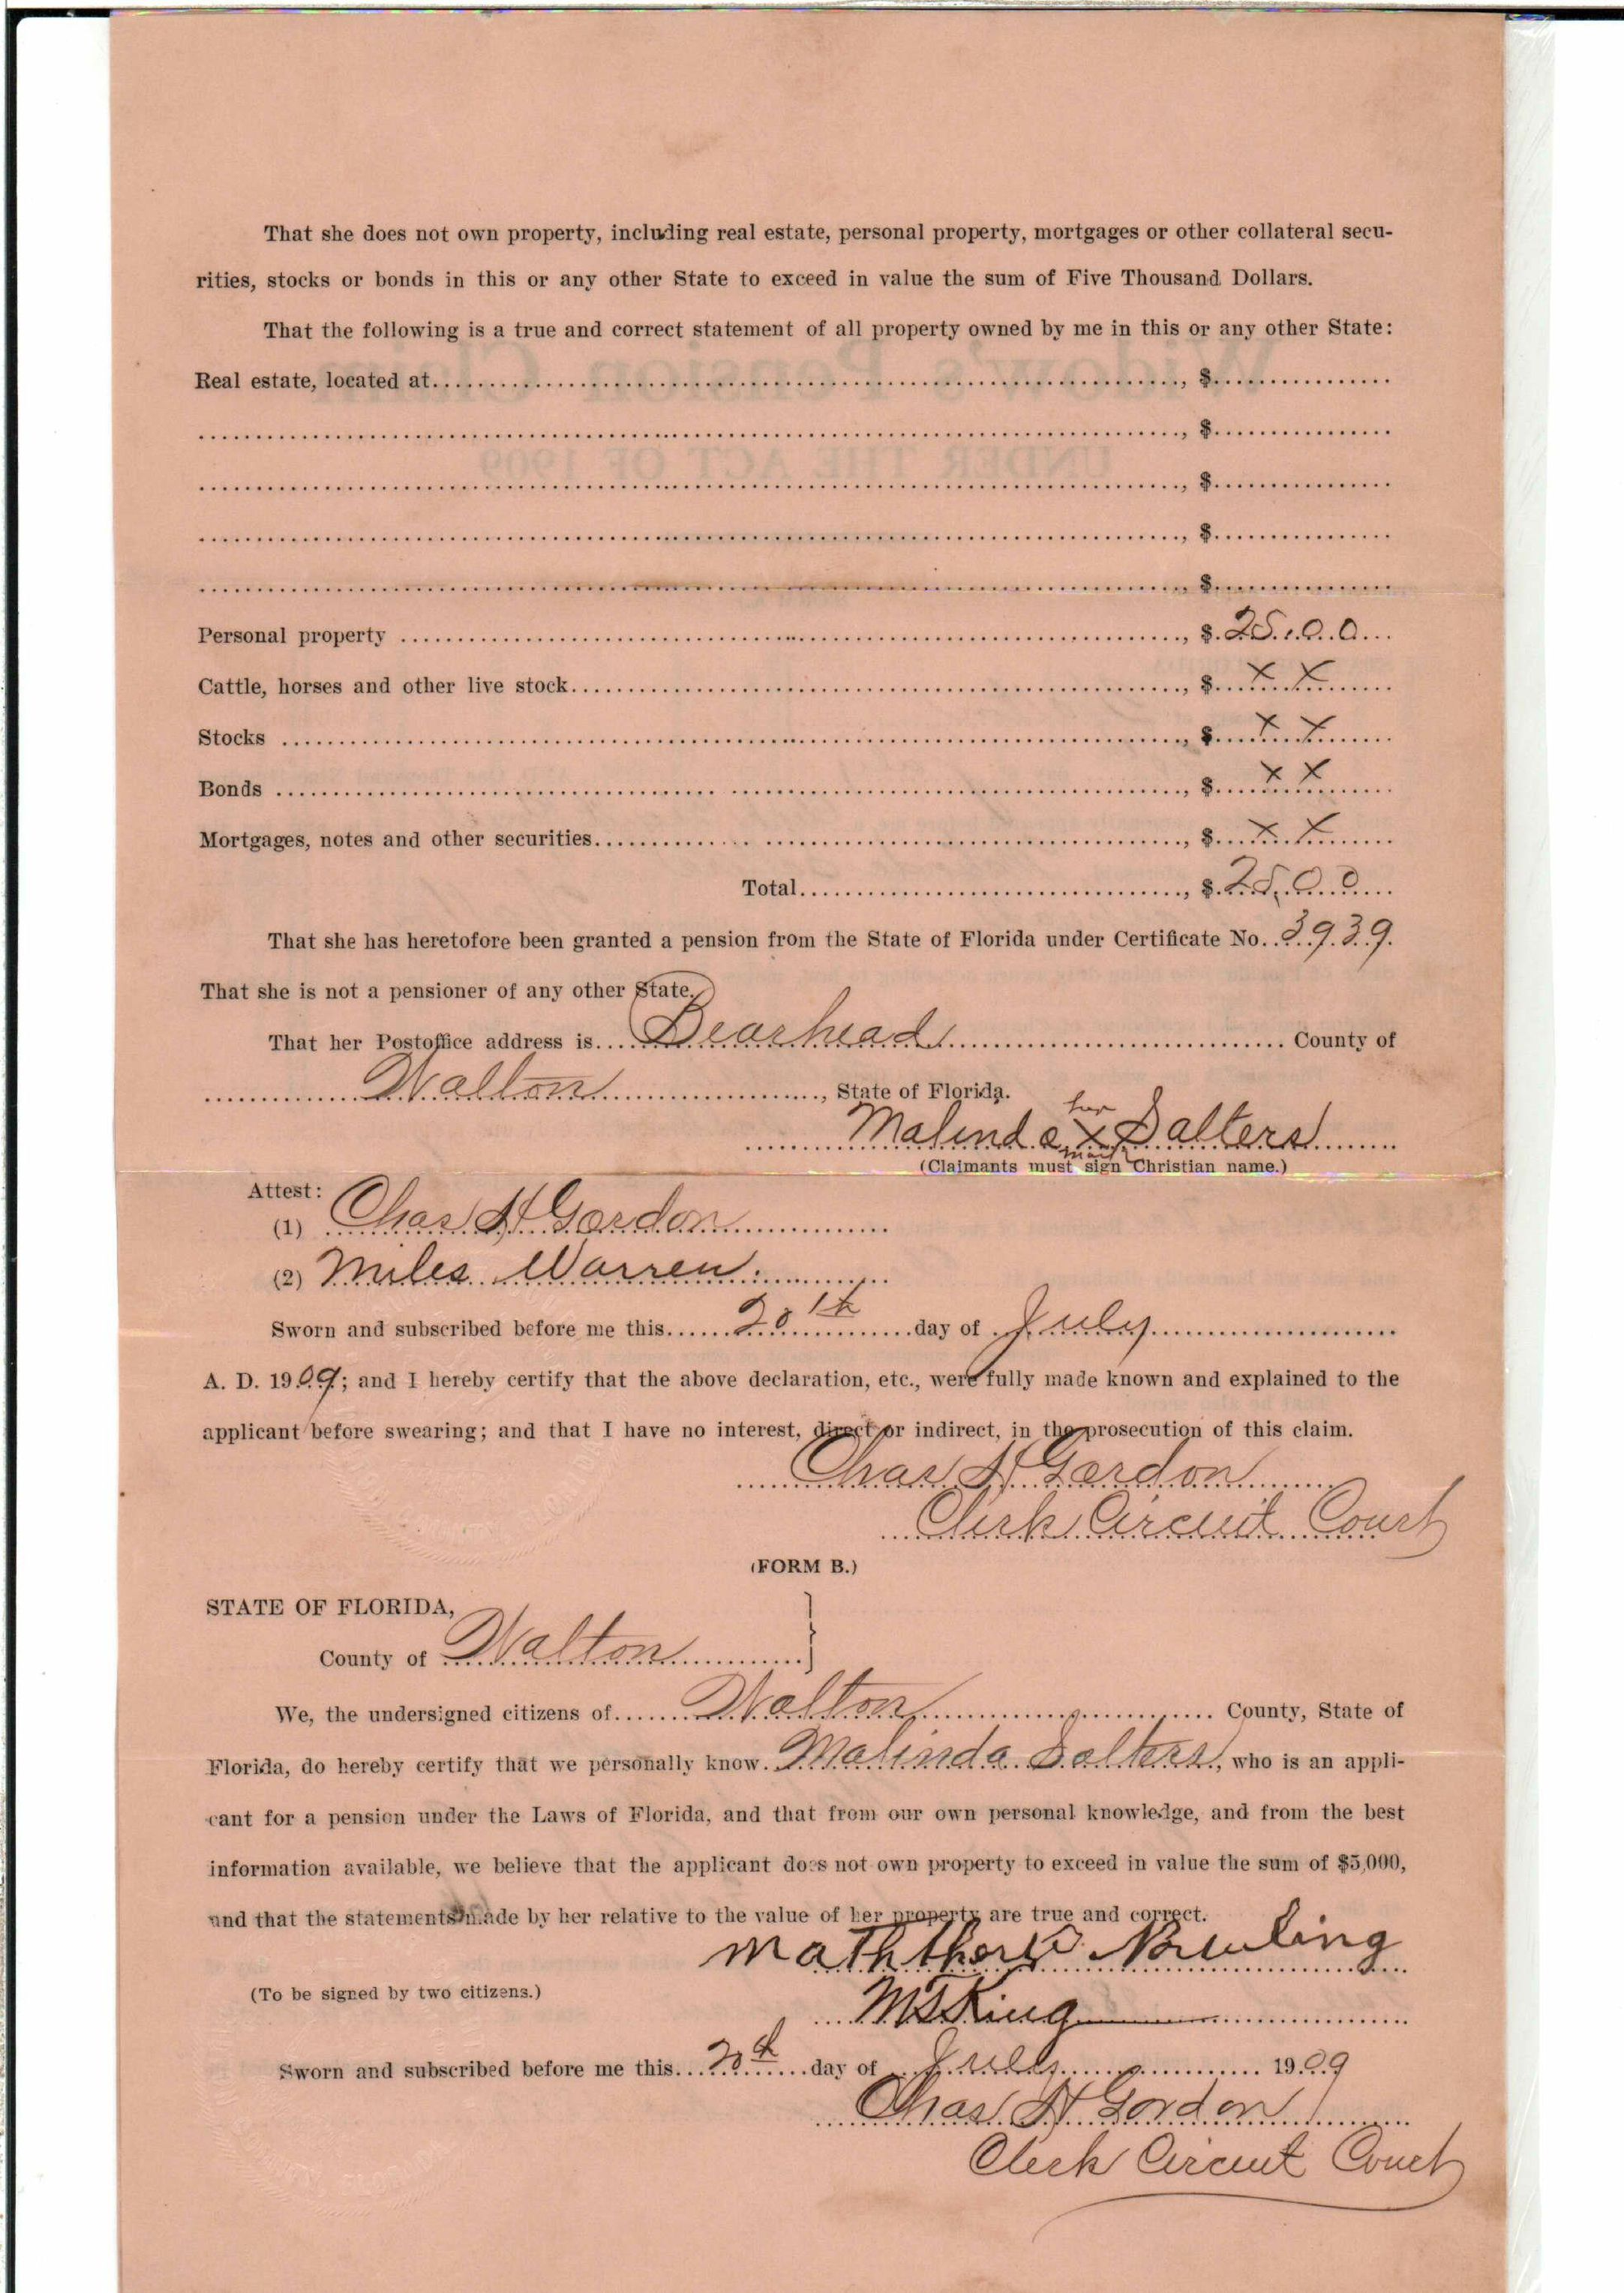 That she does not own property, including real estate, personal property, mortgages or other collateral secu-
rities, stocks or bonds in this or any other State to exceed in value the sum of Five Thousand Dollars.
That the following is a true and correct statement of all property owned by me in this or any other State:
Widow's Pension Claim
Real estate, located at..............., $...............
..............., $...............
UNDER THE ACT OF 1909
..............., $...............
..............., $...............
..............., $...............
Personal property ..............., $ 25.00
Cattle, horses and other live stock..............., $ x x
Stocks ..............., $ x x
Bonds ..............., $ x x
Mortgages, notes and other securities..............., $ x x
Total..............., $ 25.00
That she has heretofore been granted a pension from the State of Florida under Certificate No. 3939.
That she is not a pensioner of any other State.
That her Postoffice address is Bearhead County of
Walton, State of Florida.
her
Malinda x Salters
mark
(Claimants must sign Christian name.)
Attest:
(1) Chas H Gordon
(2) Miles Warren
Sworn and subscribed before me this 20th day of July
A. D. 1909; and I hereby certify that the above declaration, etc., were fully made known and explained to the
applicant before swearing; and that I have no interest, direct or indirect, in the prosecution of this claim.
Chas H Gordon
Clerk Circuit Court
(FORM B.)
STATE OF FLORIDA,
County of Walton
We, the undersigned citizens of Walton County, State of
Florida, do hereby certify that we personally know Malinda Salters, who is an appli-
cant for a pension under the Laws of Florida, and that from our own personal knowledge, and from the best
information available, we believe that the applicant does not own property to exceed in value the sum of $5,000,
and that the statements made by her relative to the value of her property are true and correct.
(To be signed by two citizens.)
King
Sworn and subscribed before me this 20th day of July 1909
Chas H Gordon
Clerk Circuit Court